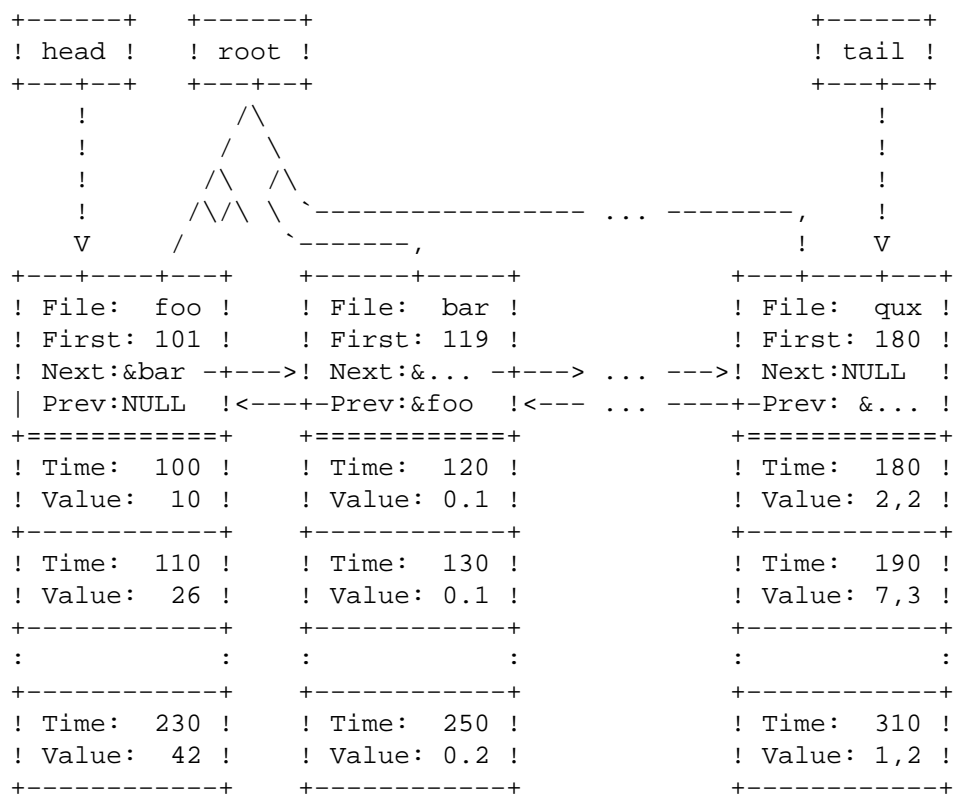 +------+   +------+                               +------+
! head !   ! root !                               ! tail !
+---+--+   +---+--+                               +---+--+
    !         /\                                      !
    !        /  \                                     !
    !       /\  /\                                    !
    !      /\/\ \ `----------------- ... --------,    !
    V     /      `-------,                       !    V
+---+----+---+    +------+-----+             +---+----+---+
! File:  foo !    ! File:  bar !             ! File:  qux !
! First: 101 !    ! First: 119 !             ! First: 180 !
! Next:&bar -+--->! Next:&... -+---> ... --->! Next:NULL  !
| Prev:NULL  !<---+-Prev:&foo  !<--- ... ----+-Prev: &... !
+============+    +============+             +============+
! Time:  100 !    ! Time:  120 !             ! Time:  180 !
! Value:  10 !    ! Value: 0.1 !             ! Value: 2,2 !
+------------+    +------------+             +------------+
! Time:  110 !    ! Time:  130 !             ! Time:  190 !
! Value:  26 !    ! Value: 0.1 !             ! Value: 7,3 !
+------------+    +------------+             +------------+
:            :    :            :             :            :
+------------+    +------------+             +------------+
! Time:  230 !    ! Time:  250 !             ! Time:  310 !
! Value:  42 !    ! Value: 0.2 !             ! Value: 1,2 !
+------------+    +------------+             +------------+